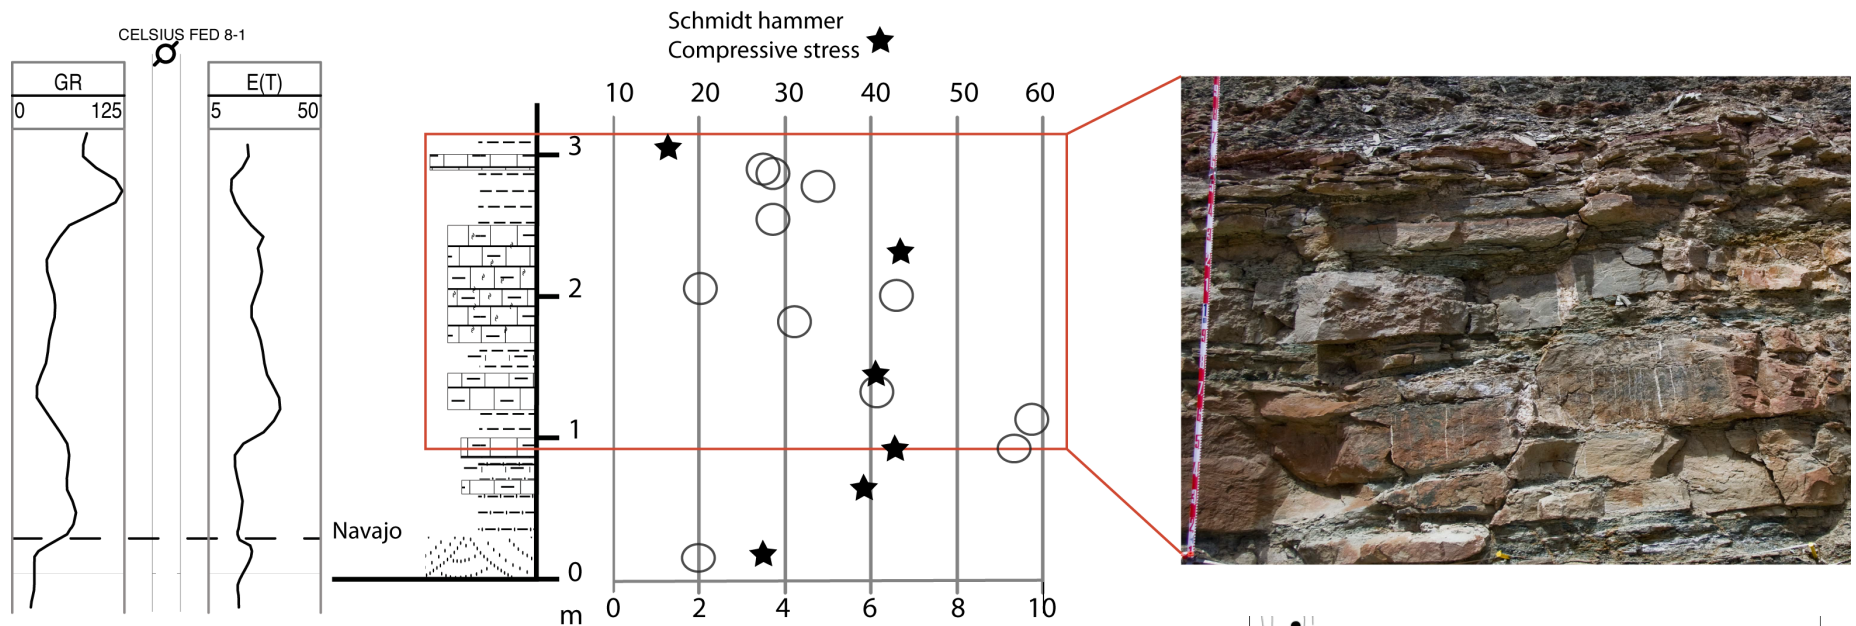 Schmidt hammer
Compressive stress
CELSIUS FED 8-1
GR
E(T)
0 125
5 50
10 20 30 40 50 60
3
2
1
Navajo
0
m
0 2 4 6 8 10